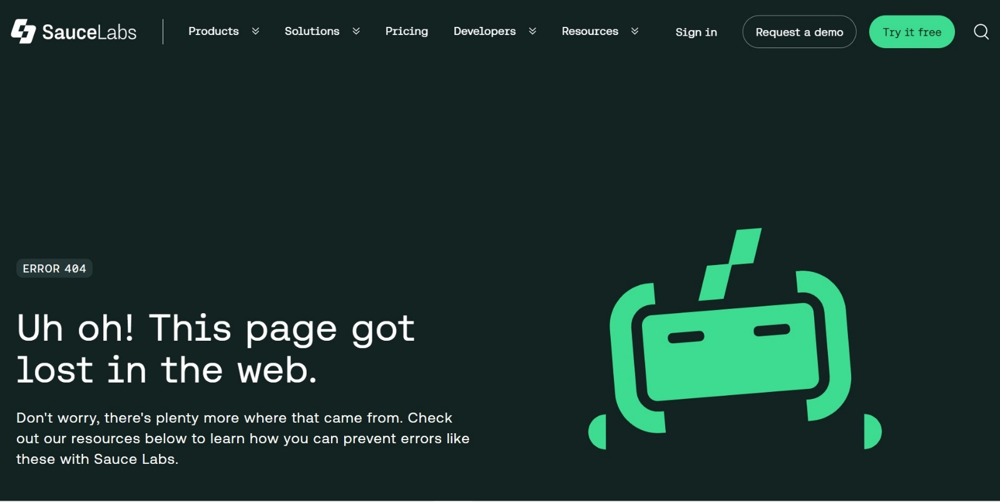 SauceLabs
Products
Solutions
Pricing
Developers
Resources
Sign in
Request a demo
Try it free
ERROR 404
Uh oh! This page got
lost in the web.
Don't worry, there's plenty more where that came from. Check
out our resources below to learn how you can prevent errors like
these with Sauce Labs.